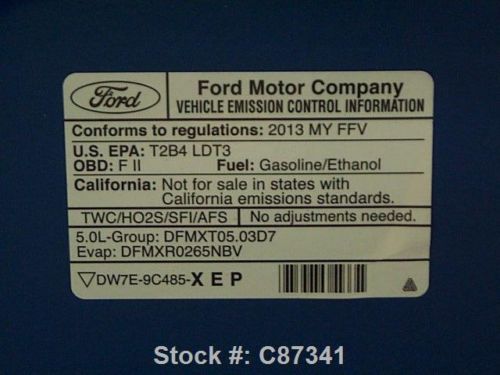 Ford
Ford Motor Company
VEHICLE EMISSION CONTROL INFORMATION
Conforms to regulations: 2013 MY FFV
U.S. EPA: T2B4 LDT3
OBD: F II Fuel: Gasoline/Ethanol
California: Not for sale in states with
California emissions standards.
TWC/HO2S/SFI/AFS No adjustments needed.
5.0L-Group: DFMXT05.03D7
Evap: DFMXR0265NBV
▽DW7E-9C485-X E P
Stock #: C87341